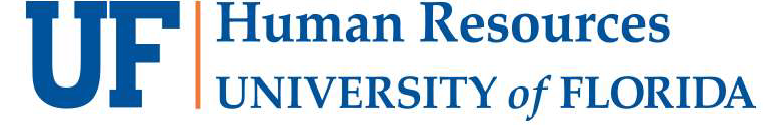 UF
Human Resources
UNIVERSITY of FLORIDA